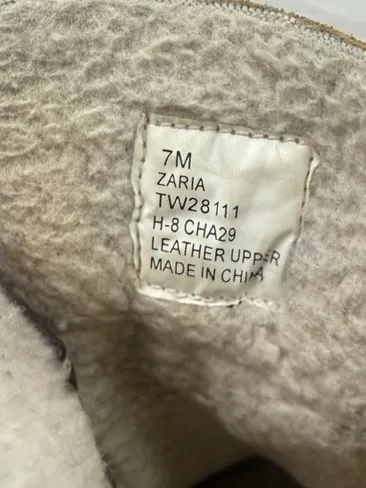 7M
ZARIA
TW28111
H-8 CHA29
LEATHER UPPER
MADE IN CHINA